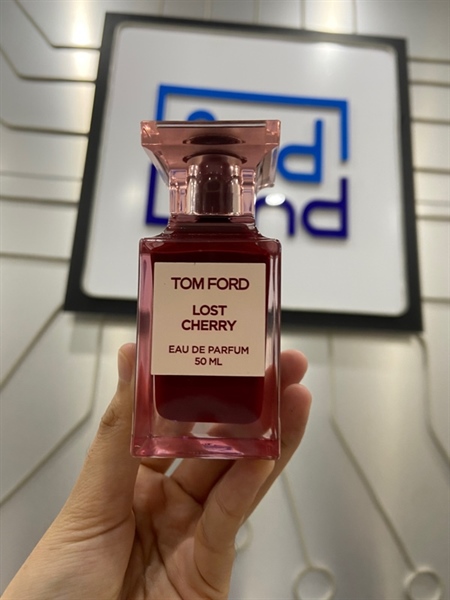 TOM FORD
LOST
CHERRY
EAU DE PARFUM
50 ML